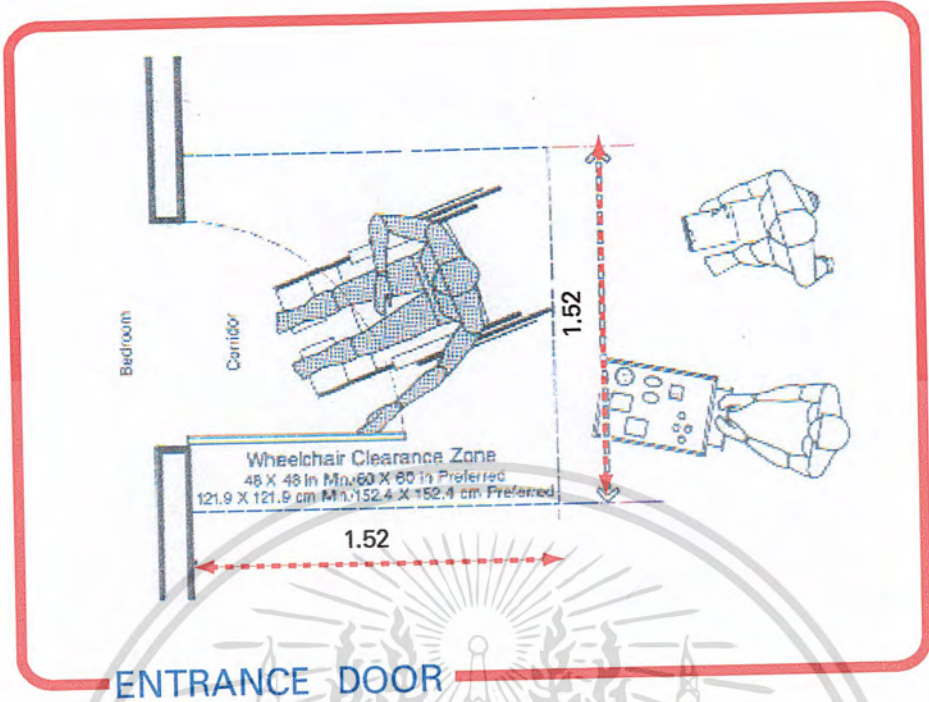 Bedroom
Corridor
1.52
Wheelchair Clearance Zone
48 X 48 in Min./60 X 60 in Preferred
121.9 X 121.9 cm Min./152.4 X 152.4 cm Preferred
1.52
ENTRANCE DOOR